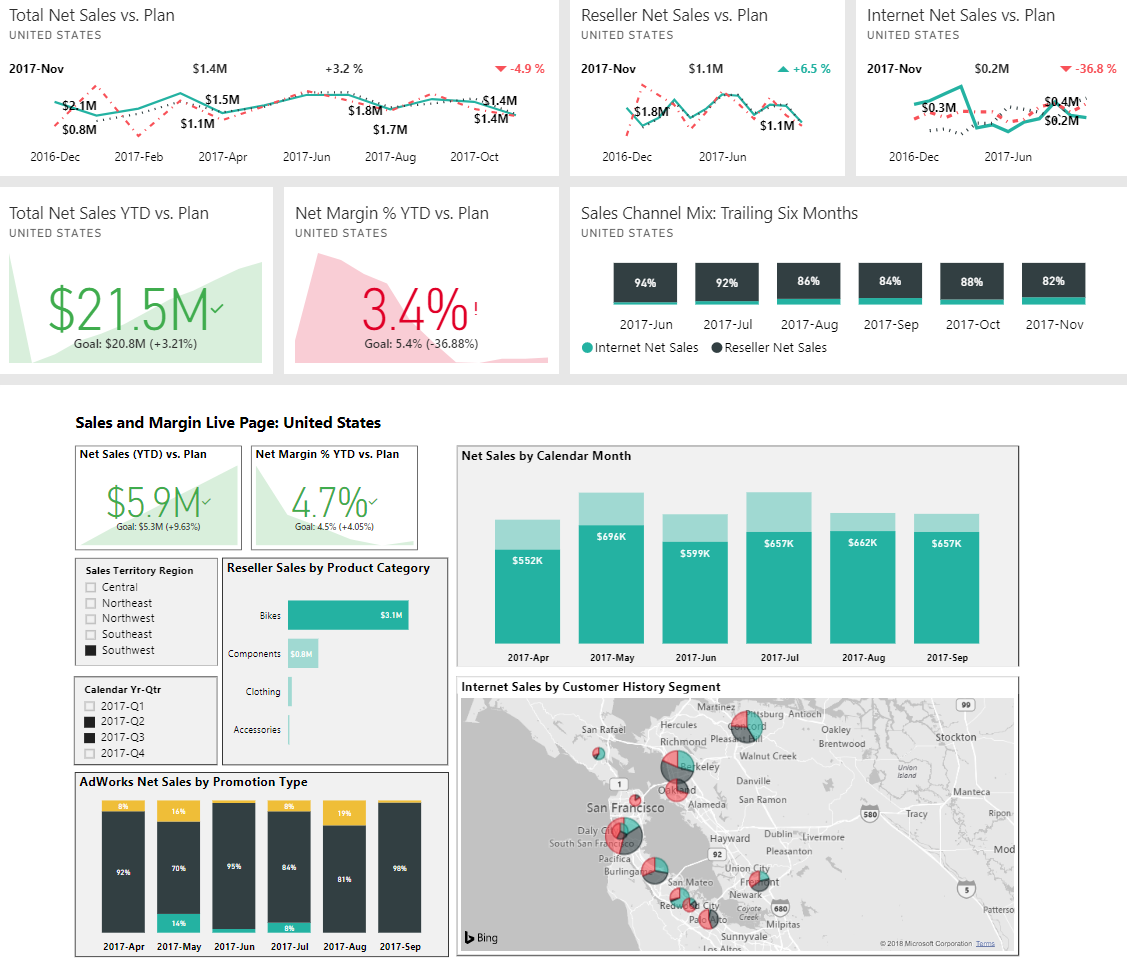 Total Net Sales vs. Plan
UNITED STATES
2017-Nov $1.4M +3.2 % -4.9 %
$2.1M
$0.8M
$1.5M
$1.1M
$1.8M
$1.7M
$1.4M
$1.4M
2016-Dec 2017-Feb 2017-Apr 2017-Jun 2017-Aug 2017-Oct
Reseller Net Sales vs. Plan
UNITED STATES
2017-Nov $1.1M +6.5 %
$1.8M
$1.1M
2016-Dec 2017-Jun
Internet Net Sales vs. Plan
UNITED STATES
2017-Nov $0.2M -36.8 %
$0.3M
$0.4M
$0.2M
2016-Dec 2017-Jun
Total Net Sales YTD vs. Plan
UNITED STATES
$21.5M
Goal: $20.8M (+3.21%)
Net Margin % YTD vs. Plan
UNITED STATES
3.4%!
Goal: 5.4% (-36.88%)
Sales Channel Mix: Trailing Six Months
UNITED STATES
94% 92% 86% 84% 88% 82%
2017-Jun 2017-Jul 2017-Aug 2017-Sep 2017-Oct 2017-Nov
Internet Net Sales Reseller Net Sales
Sales and Margin Live Page: United States
Net Sales (YTD) vs. Plan
$5.9M
Goal: $5.3M (+9.63%)
Net Margin % YTD vs. Plan
4.7%
Goal: 4.5% (+4.05%)
Sales Territory Region
Central
Northeast
Northwest
Southeast
Southwest
Calendar Yr-Qtr
2017-Q1
2017-Q2
2017-Q3
2017-Q4
Reseller Sales by Product Category
Bikes $3.1M
Components $0.8M
Clothing
Accessories
AdWorks Net Sales by Promotion Type
8% 16% 8% 19%
92% 70% 95% 84% 81% 98%
14% 8%
2017-Apr 2017-May 2017-Jun 2017-Jul 2017-Aug 2017-Sep
Net Sales by Calendar Month
$552K $696K $599K $657K $662K $657K
2017-Apr 2017-May 2017-Jun 2017-Jul 2017-Aug 2017-Sep
Internet Sales by Customer History Segment
Martinez
99
Pittsburg Antioch
San Rafael
Hercules
Concord
Oakley
Stockton
Richmond
Pleasant Hill
Brentwood
Walnut Creek
Berkeley
Union
Island
Danville
1
Oakland
Manteca
San Francisco
Alameda
San Ramon
580
Tracy
Ripon
Daly City
Hayward
Dublin
Livermore
South San Francisco
Pleasanton
92
Mod
Pacifica
Burlingame
Union City
San Mateo
Fremont
5
Newark
Redwood City
Coyote
Creek
680
Patterso
Palo Alto
Milpitas
Sunnyvale
Los Altos
Bing
© 2018 Microsoft Corporation Terms